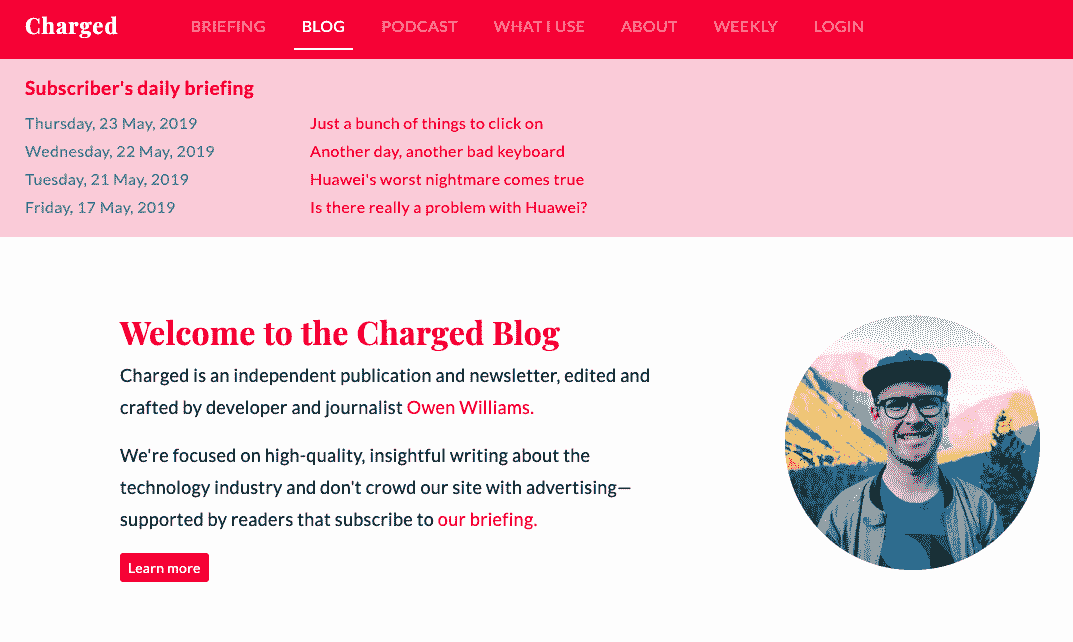 Charged BRIEFING BLOG PODCAST WHAT I USE ABOUT WEEKLY LOGIN
Subscriber's daily briefing
Thursday, 23 May, 2019 Just a bunch of things to click on
Wednesday, 22 May, 2019 Another day, another bad keyboard
Tuesday, 21 May, 2019 Huawei's worst nightmare comes true
Friday, 17 May, 2019 Is there really a problem with Huawei?
Welcome to the Charged Blog
Charged is an independent publication and newsletter, edited and
crafted by developer and journalist Owen Williams.
We're focused on high-quality, insightful writing about the
technology industry and don't crowd our site with advertising—
supported by readers that subscribe to our briefing.
Learn more